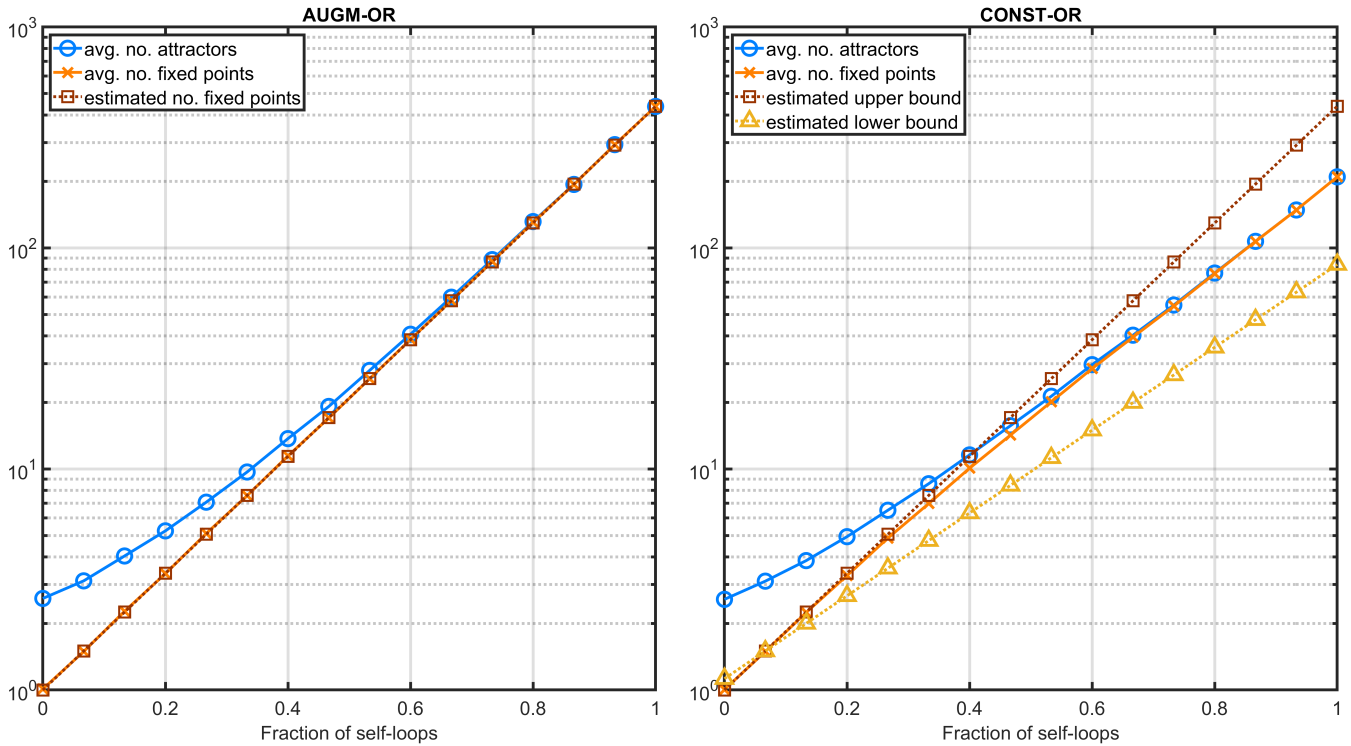 AUGM-OR
10^3
avg. no. attractors
avg. no. fixed points
estimated no. fixed points
10^2
10^1
10^0
0 0.2 0.4 0.6 0.8 1
Fraction of self-loops
CONST-OR
10^3
avg. no. attractors
avg. no. fixed points
estimated upper bound
estimated lower bound
10^2
10^1
10^0
0 0.2 0.4 0.6 0.8 1
Fraction of self-loops